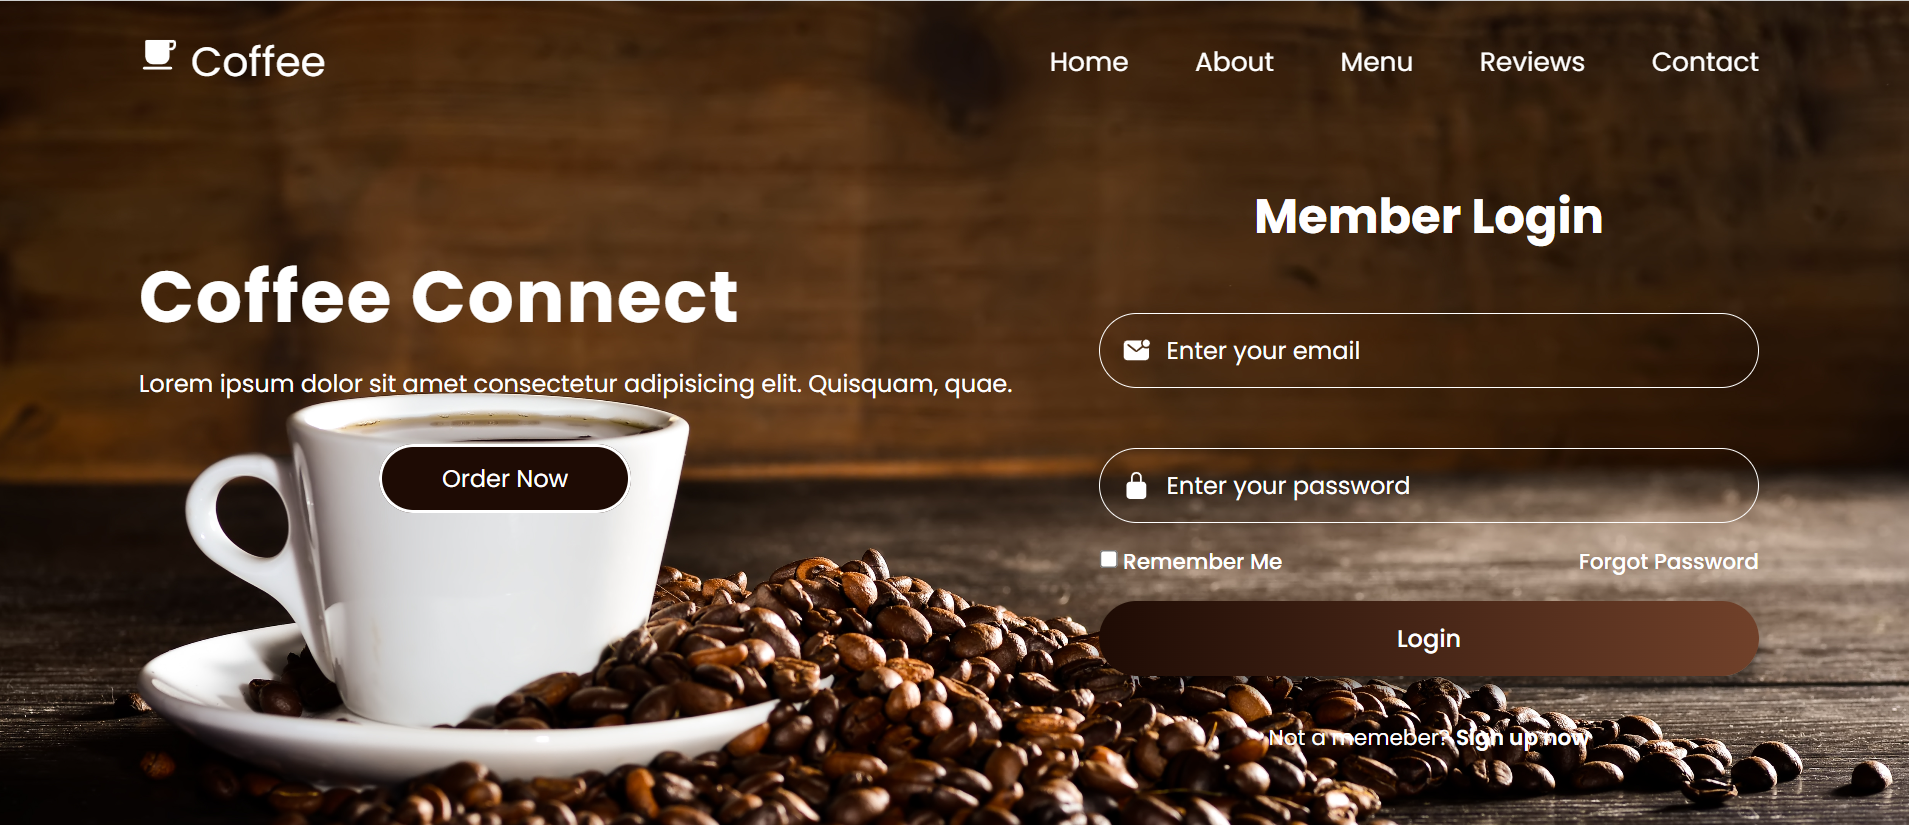 Coffee
Home About Menu Reviews Contact
Member Login
Coffee Connect
Lorem ipsum dolor sit amet consectetur adipisicing elit. Quisquam, quae.
Order Now
Enter your email
Enter your password
Remember Me Forgot Password
Login
Not a memeber? Sign up now